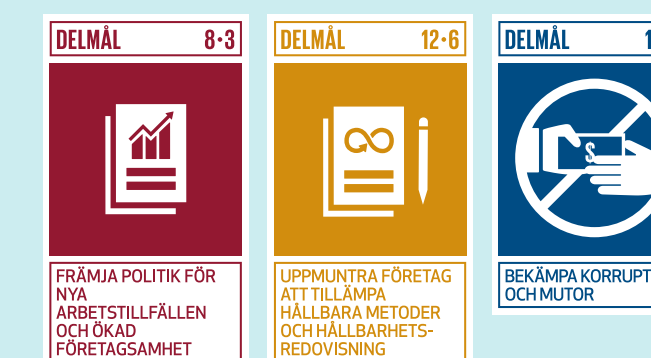 DELMÅL 8.3
FRÄMJA POLITIK FÖR
NYA
ARBETSTILLFÄLLEN
OCH ÖKAD
FÖRETAGSAMHET
DELMÅL 12.6
UPPMUNTRA FÖRETAG
ATT TILLÄMPA
HÅLLBARA METODER
OCH HÅLLBARHETS-
REDOVISNING
DELMÅL 1
$
BEKÄMPA KORRUPT
OCH MUTOR